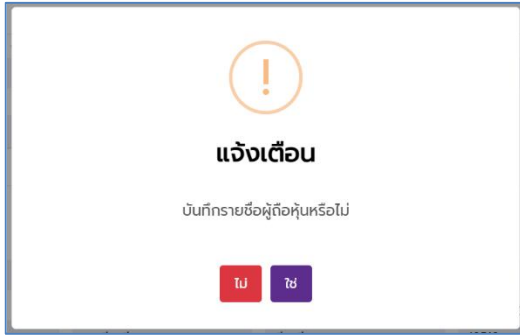 แจ้งเตือน
บันทึกรายชื่อผู้ถือหุ้นหรือไม่
ไม่ ใช่